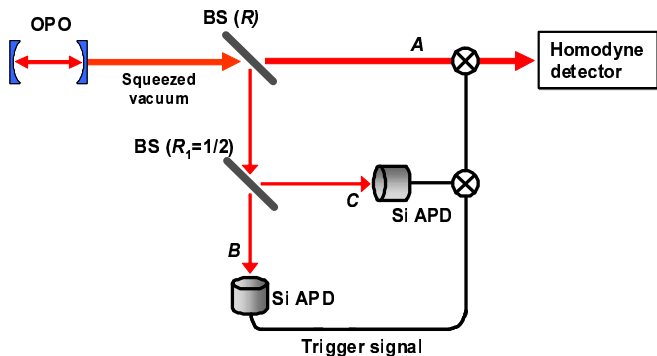 OPO
BS (R)
A
Homodyne
detector
Squeezed
vacuum
BS (R₁=1/2)
C
Si APD
B
Si APD
Trigger signal